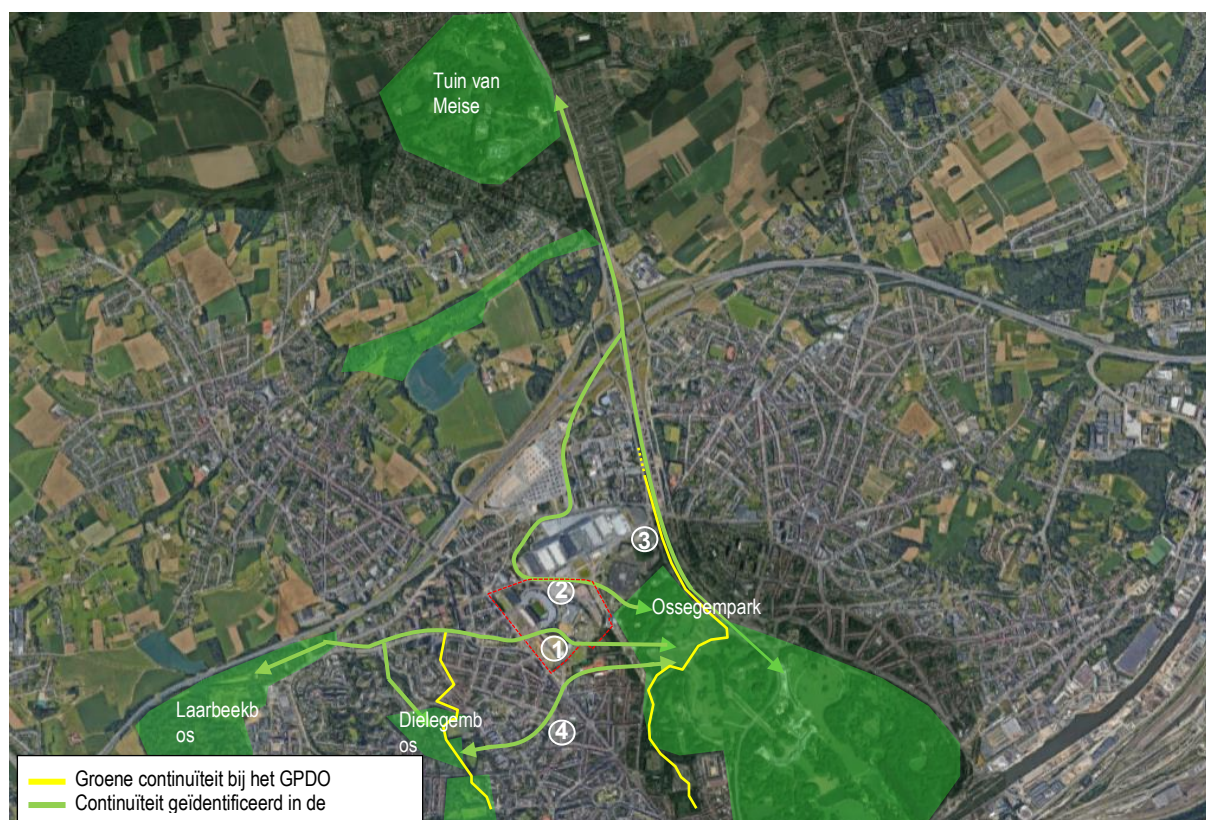 Tuin van
Meise
3
2
Ossegempark
1
Laarbeekb
os
Dielegemb
os
4
Groene continuïteit bij het GPDO
Continuïteit geïdentificeerd in de